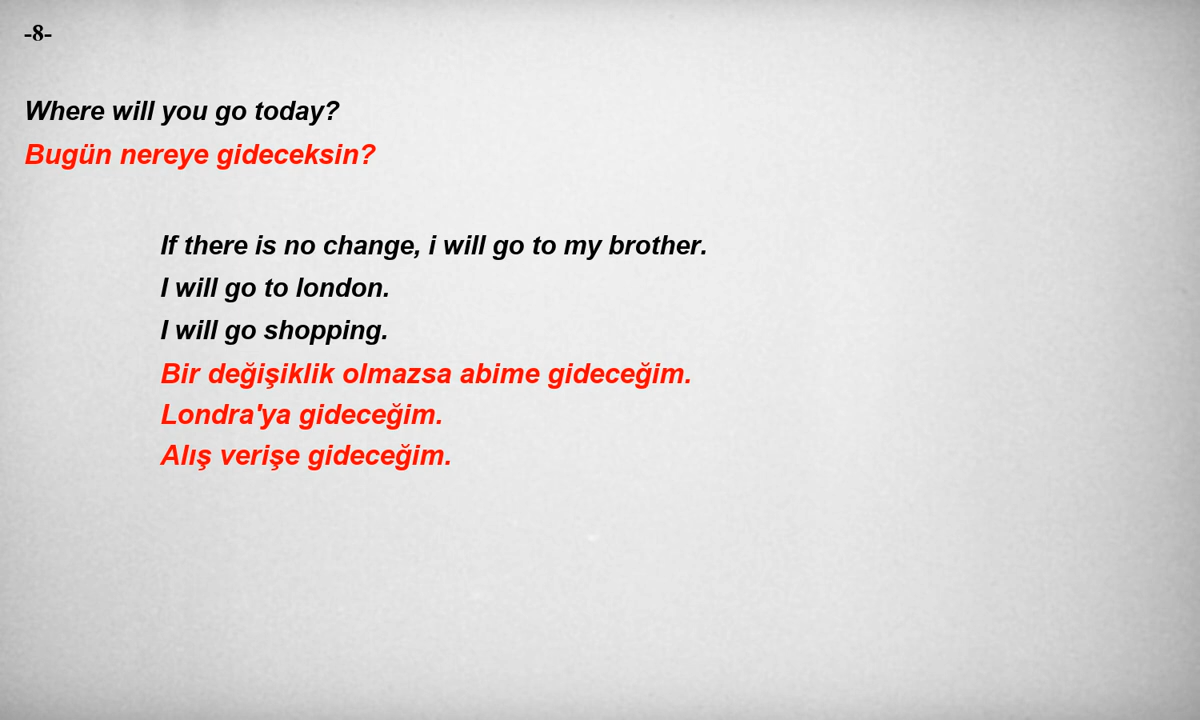 -8-
Where will you go today?
Bugün nereye gideceksin?
If there is no change, i will go to my brother.
I will go to london.
I will go shopping.
Bir değişiklik olmazsa abime gideceğim.
Londra'ya gideceğim.
Alış verişe gideceğim.